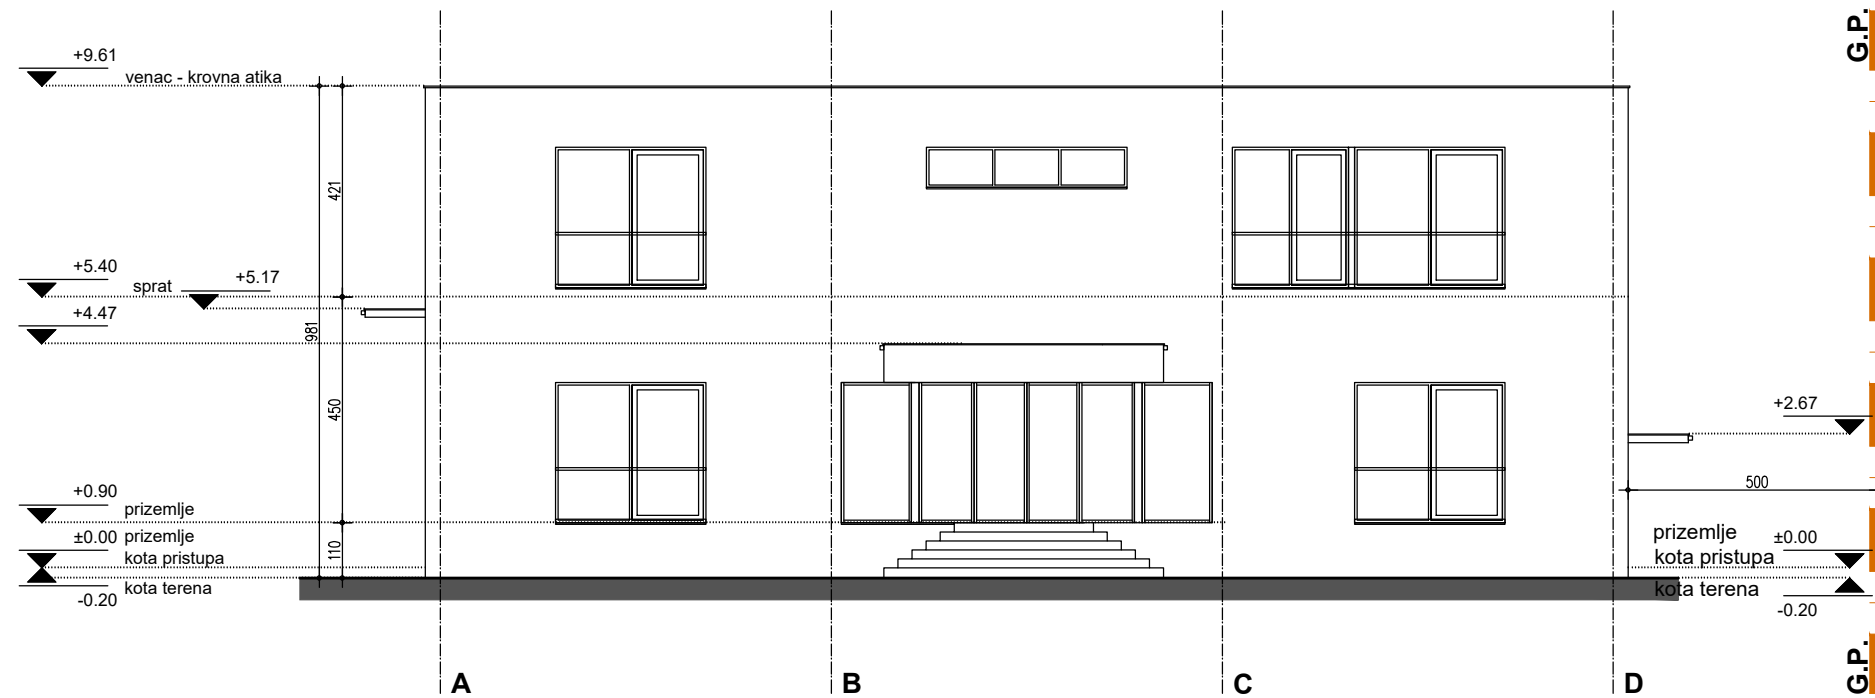 G.P.
+9.61
venac - krovna atika
421
+5.40
sprat
+5.17
+4.47
981
450
+2.67
500
+0.90
prizemlje
±0.00
prizemlje
kota pristupa
110
kota terena
-0.20
prizemlje
±0.00
kota pristupa
kota terena
-0.20
G.P.
A
B
C
D